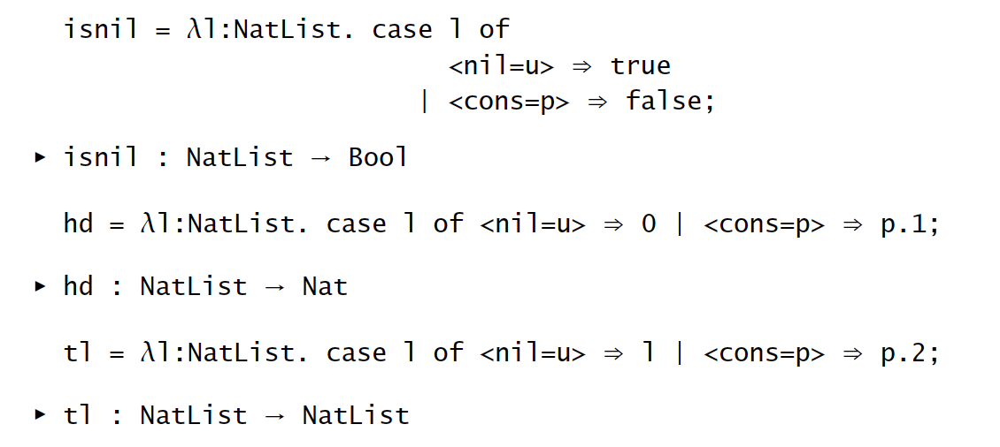 isnil = λl:NatList. case l of
<nil=u> ⇒ true
| <cons=p> ⇒ false;
▸ isnil : NatList → Bool
hd = λl:NatList. case l of <nil=u> ⇒ 0 | <cons=p> ⇒ p.1;
▸ hd : NatList → Nat
tl = λl:NatList. case l of <nil=u> ⇒ l | <cons=p> ⇒ p.2;
▸ tl : NatList → NatList